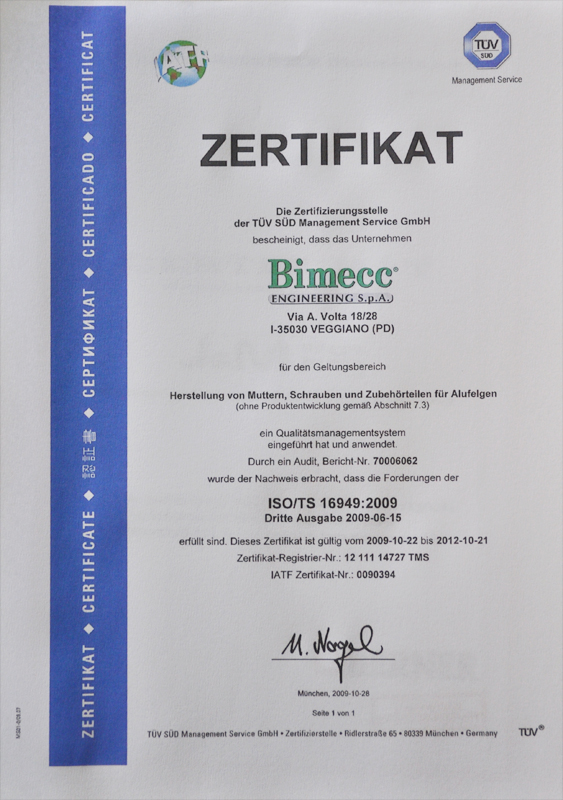 IATF
TÜV
SÜD
Management Service
ZERTIFIKAT
Die Zertifizierungsstelle
der TÜV SÜD Management Service GmbH
bescheinigt, dass das Unternehmen
Bimecc®
ENGINEERING S.p.A.
Via A. Volta 18/28
I-35030 VEGGIANO (PD)
für den Geltungsbereich
Herstellung von Muttern, Schrauben und Zubehörteilen für Alufelgen
(ohne Produktentwicklung gemäß Abschnitt 7.3)
ein Qualitätsmanagementsystem
eingeführt hat und anwendet.
Durch ein Audit, Bericht-Nr. 70006062
wurde der Nachweis erbracht, dass die Forderungen der
ISO/TS 16949:2009
Dritte Ausgabe 2009-06-15
erfüllt sind. Dieses Zertifikat ist gültig vom 2009-10-22 bis 2012-10-21
Zertifikat-Registrier-Nr.: 12 111 14727 TMS
IATF Zertifikat-Nr.: 0090394
M. Nagel
München, 2009-10-26
Seite 1 von 1
TÜV SÜD Management Service GmbH • Zertifizierstelle • Ridlerstraße 65 • 80339 München • Germany
TÜV®
ZERTIFIKAT ◆ CERTIFICATE ◆ 認証書 ◆ СЕРТИФИКАТ ◆ CERTIFICADO ◆ CERTIFICAT